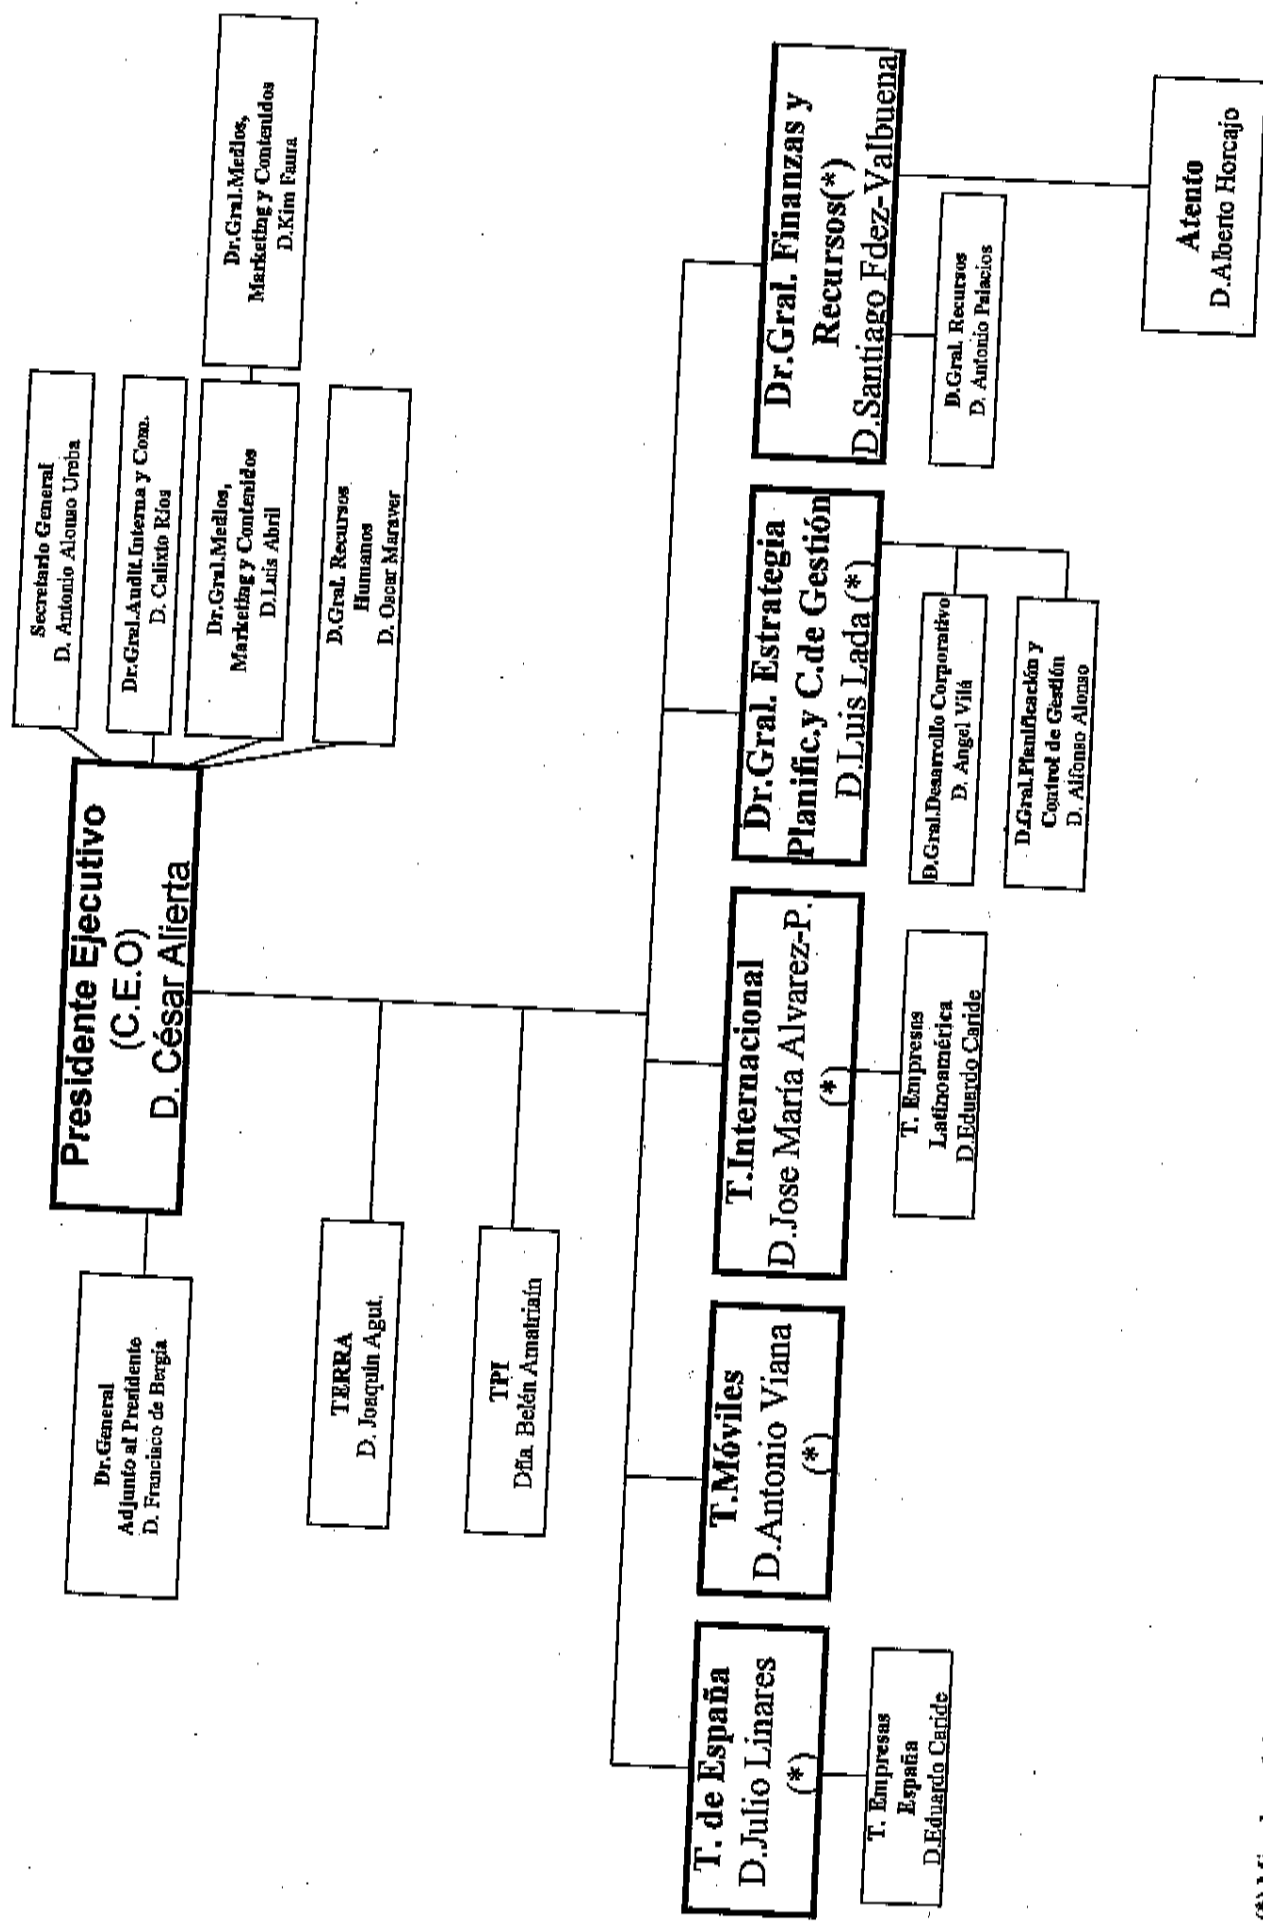 Secretario General
D. Antonio Alonso Ureba
Dr.Gral.Audit.Interna y Com.
D. Calixto Ríos
Dr.Gral.Medios,
Marketing y Contenidos
D.Luis Abril
Dr.Gral.Medios,
Marketing y Contenidos
D.Kim Faura
D.Gral. Recursos
Humanos
D. Oscar Maraver
Presidente Ejecutivo
(C.E.O)
D. César Alierta
Dr.General
Adjunto al Presidente
D. Francisco de Bergia
TERRA
D. Joaquin Agut.
TPI
Dña. Belén Amatriaín
T. de España
D.Julio Linares
(*)
T.Móviles
D.Antonio Viana
(*)
T.Internacional
D.Jose María Alvarez-P.
(*)
Dr.Gral. Estrategia
Planific.y C.de Gestión
D.Luis Lada (*)
Dr.Gral. Finanzas y
Recursos(*)
D.Santiago Fdez-Valbuena
T. Empresas
España
D.Eduardo Caride
T. Empresas
Latinoamérica
D.Eduardo Caride
D.Gral.Desarrollo Corporativo
D. Angel Vilá
D.Gral.Planificación y
Control de Gestión
D. Alfonso Alonso
D.Gral. Recursos
D. Antonio Palacios
Atento
D.Alberto Horcajo